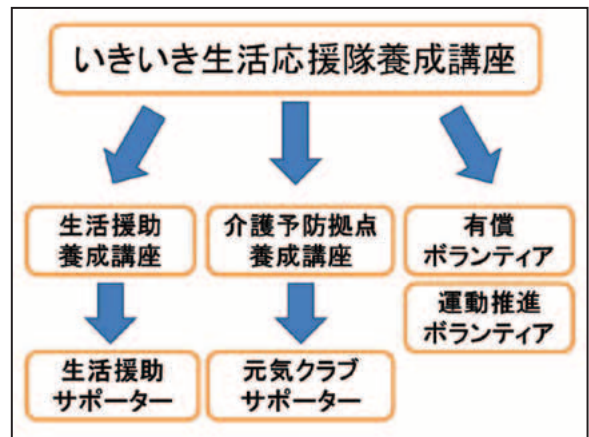 いきいき生活応援隊養成講座
生活援助
養成講座
介護予防拠点
養成講座
有償
ボランティア
運動推進
ボランティア
生活援助
サポーター
元気クラブ
サポーター